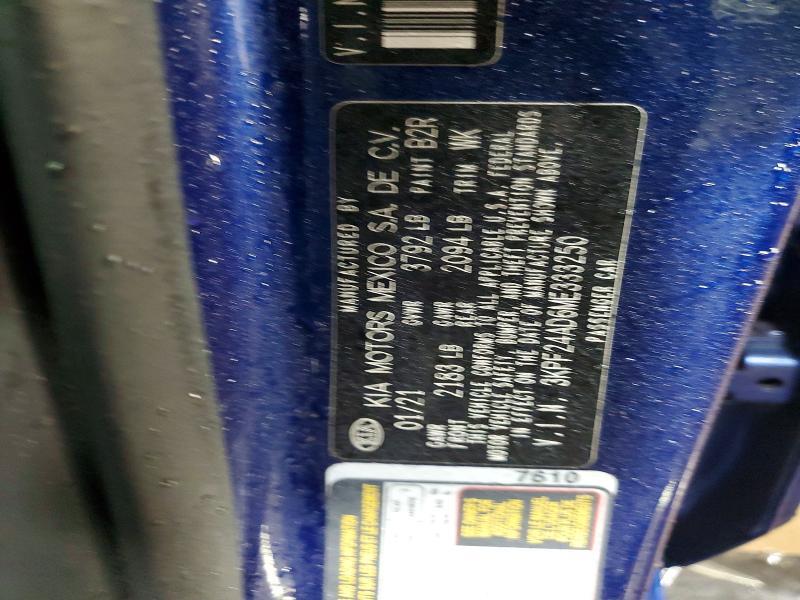 V.I.N
MANUFACTURED BY
KIA KIA MOTORS MEXICO S.A. DE C.V.
01/21 GVWR 3792 LB PAINT B2R
GAWR FRONT 2183 LB GAWR REAR 2094 LB TRIM WK
THIS VEHICLE CONFORMS TO ALL APPLICABLE U.S.A. FEDERAL
MOTOR VEHICLE SAFETY, BUMPER, AND THEFT PREVENTION STANDARDS
IN EFFECT ON THE DATE OF MANUFACTURE SHOWN ABOVE.
V.I.N. 3KPF24AD6ME333250
PASSENGER CAR
7610